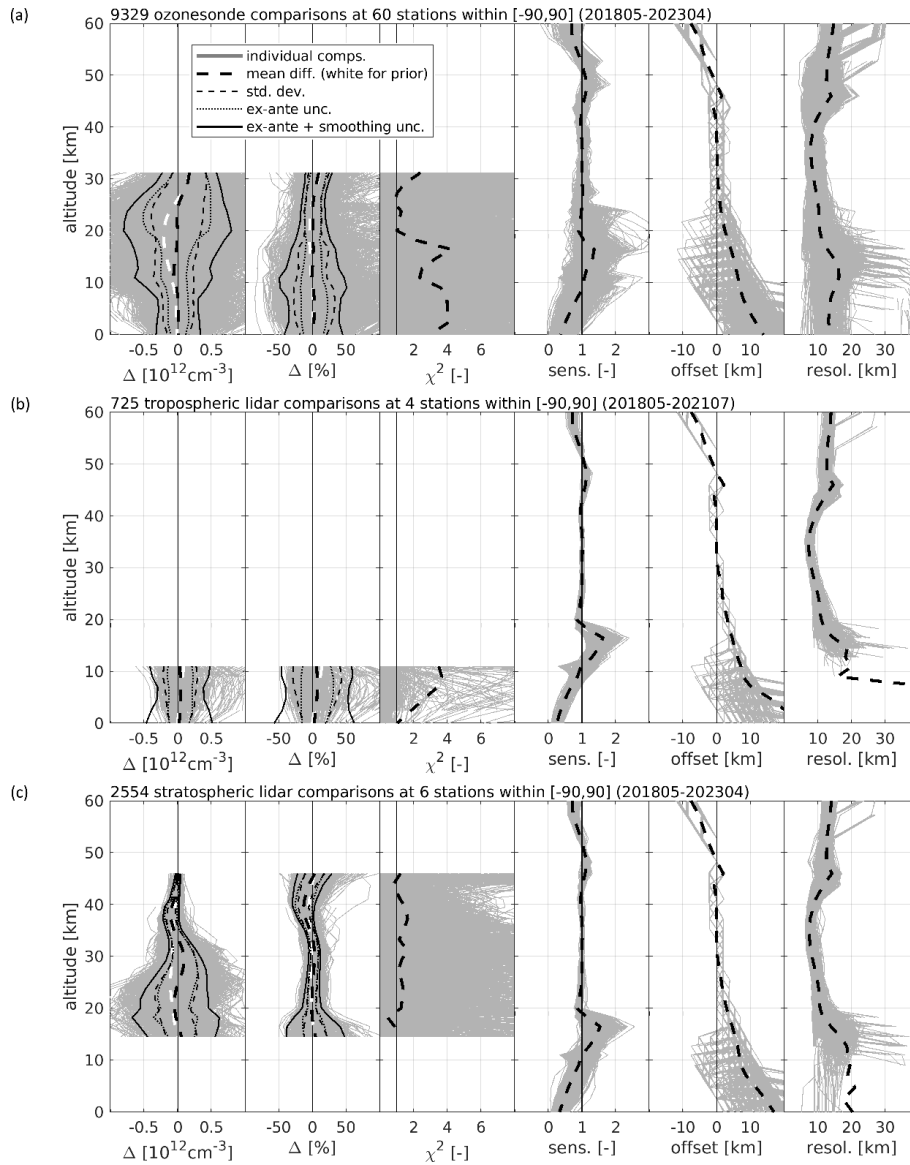 (a)
9329 ozonesonde comparisons at 60 stations within [-90,90] (201805-202304)
individual comps.
mean diff. (white for prior)
std. dev.
ex-ante unc.
ex-ante + smoothing unc.
altitude [km]
60
50
40
30
20
10
0
-0.5 0 0.5
-50 0 50
2 4 6
0 1 2
-10 0 10
10 20 30
Δ [10¹²cm⁻³]
Δ [%]
χ² [-]
sens. [-]
offset [km]
resol. [km]
(b)
725 tropospheric lidar comparisons at 4 stations within [-90,90] (201805-202107)
altitude [km]
60
50
40
30
20
10
0
-0.5 0 0.5
-50 0 50
2 4 6
0 1 2
-10 0 10
10 20 30
Δ [10¹²cm⁻³]
Δ [%]
χ² [-]
sens. [-]
offset [km]
resol. [km]
(c)
2554 stratospheric lidar comparisons at 6 stations within [-90,90] (201805-202304)
altitude [km]
60
50
40
30
20
10
0
-0.5 0 0.5
-50 0 50
2 4 6
0 1 2
-10 0 10
10 20 30
Δ [10¹²cm⁻³]
Δ [%]
χ² [-]
sens. [-]
offset [km]
resol. [km]